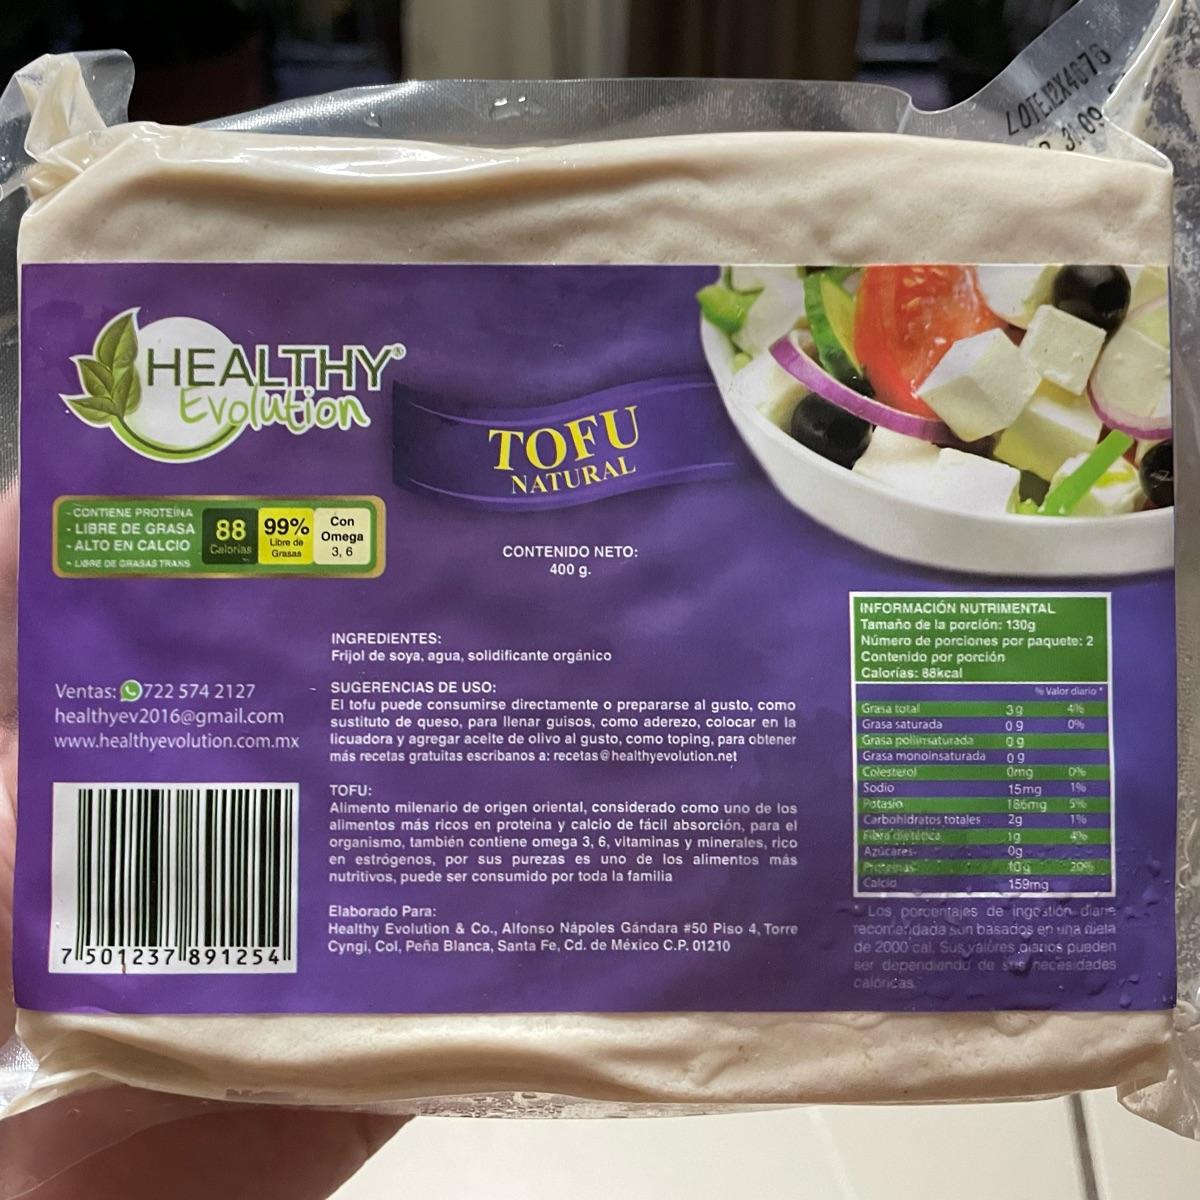 LOTE.12X4676
HEALTHY®
Evolution
TOFU
NATURAL
- CONTIENE PROTEÍNA
- LIBRE DE GRASA
- ALTO EN CALCIO
- LIBRE DE GRASAS TRANS
88
Calorías
99%
Libre de
Grasas
Con
Omega
3, 6
CONTENIDO NETO:
400 g.
INGREDIENTES:
Frijol de soya, agua, solidificante orgánico
SUGERENCIAS DE USO:
El tofu puede consumirse directamente o prepararse al gusto, como
sustituto de queso, para llenar guisos, como aderezo, colocar en la
licuadora y agregar aceite de olivo al gusto, como toping, para obtener
más recetas gratuitas escribanos a: recetas@healthyevolution.net
TOFU:
Alimento milenario de origen oriental, considerado como uno de los
alimentos más ricos en proteína y calcio de fácil absorción, para el
organismo, también contiene omega 3, 6, vitaminas y minerales, rico
en estrógenos, por sus purezas es uno de los alimentos más
nutritivos, puede ser consumido por toda la familia
Elaborado Para:
Healthy Evolution & Co., Alfonso Nápoles Gándara #50 Piso 4, Torre
Cyngi, Col, Peña Blanca, Santa Fe, Cd. de México C.P. 01210
Ventas: 722 574 2127
healthyev2016@gmail.com
www.healthyevolution.com.mx
7 501237 891254
INFORMACIÓN NUTRIMENTAL
Tamaño de la porción: 130g
Número de porciones por paquete: 2
Contenido por porción
Calorías: 88kcal
% Valor diario *
Grasa total 3 g 4%
Grasa saturada 0 g 0%
Grasa poliinsaturada 0 g
Grasa monoinsaturada 0 g
Colesterol 0mg 0%
Sodio 15 mg 1%
Potasio 186mg 5%
Carbohidratos totales 2g 1%
Fibra dietética 1g 4%
Azúcares- 0g
Proteínas- 10 g 20%
Calcio 159mg
* Los porcentajes de ingestión
recomendada son basados en una dieta
de 2000 cal. Sus valores diarios pueden
ser dependiendo de sus necesidades
calóricas.